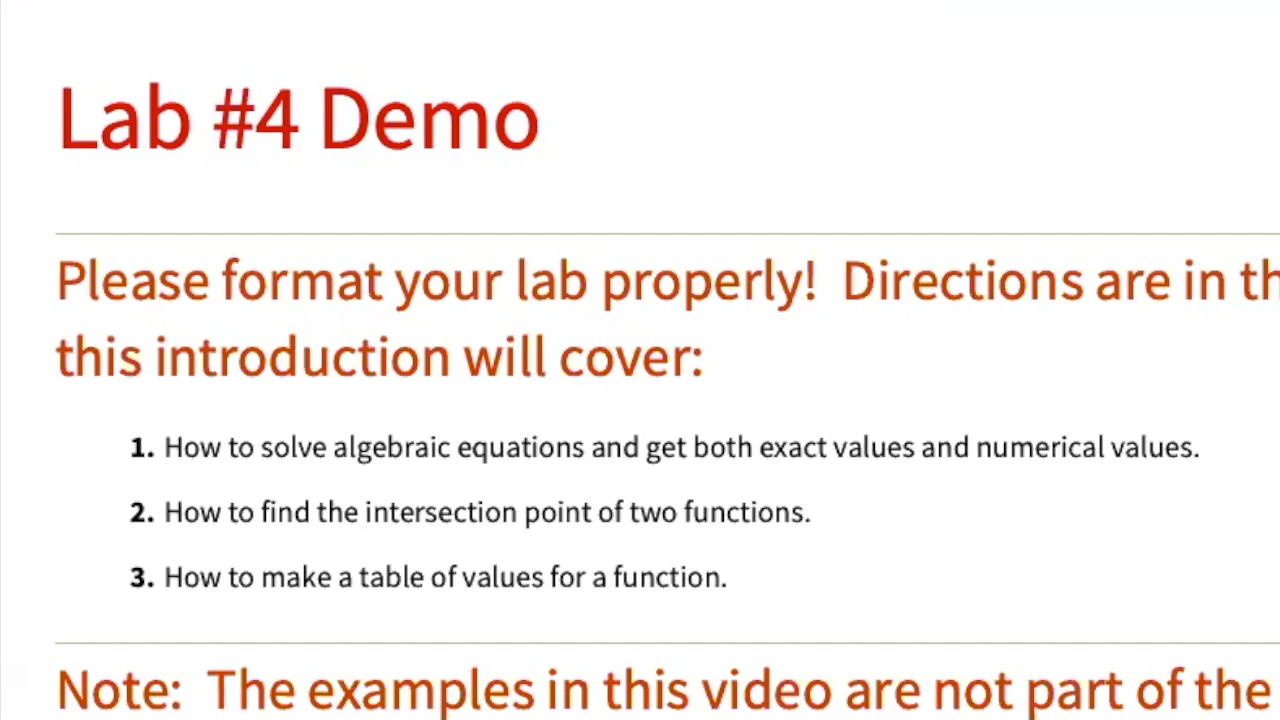 Lab #4 Demo
Please format your lab properly!  Directions are in
this introduction will cover:
1. How to solve algebraic equations and get both exact values and numerical values.
2. How to find the intersection point of two functions.
3. How to make a table of values for a function.
Note:  The examples in this video are not part of the